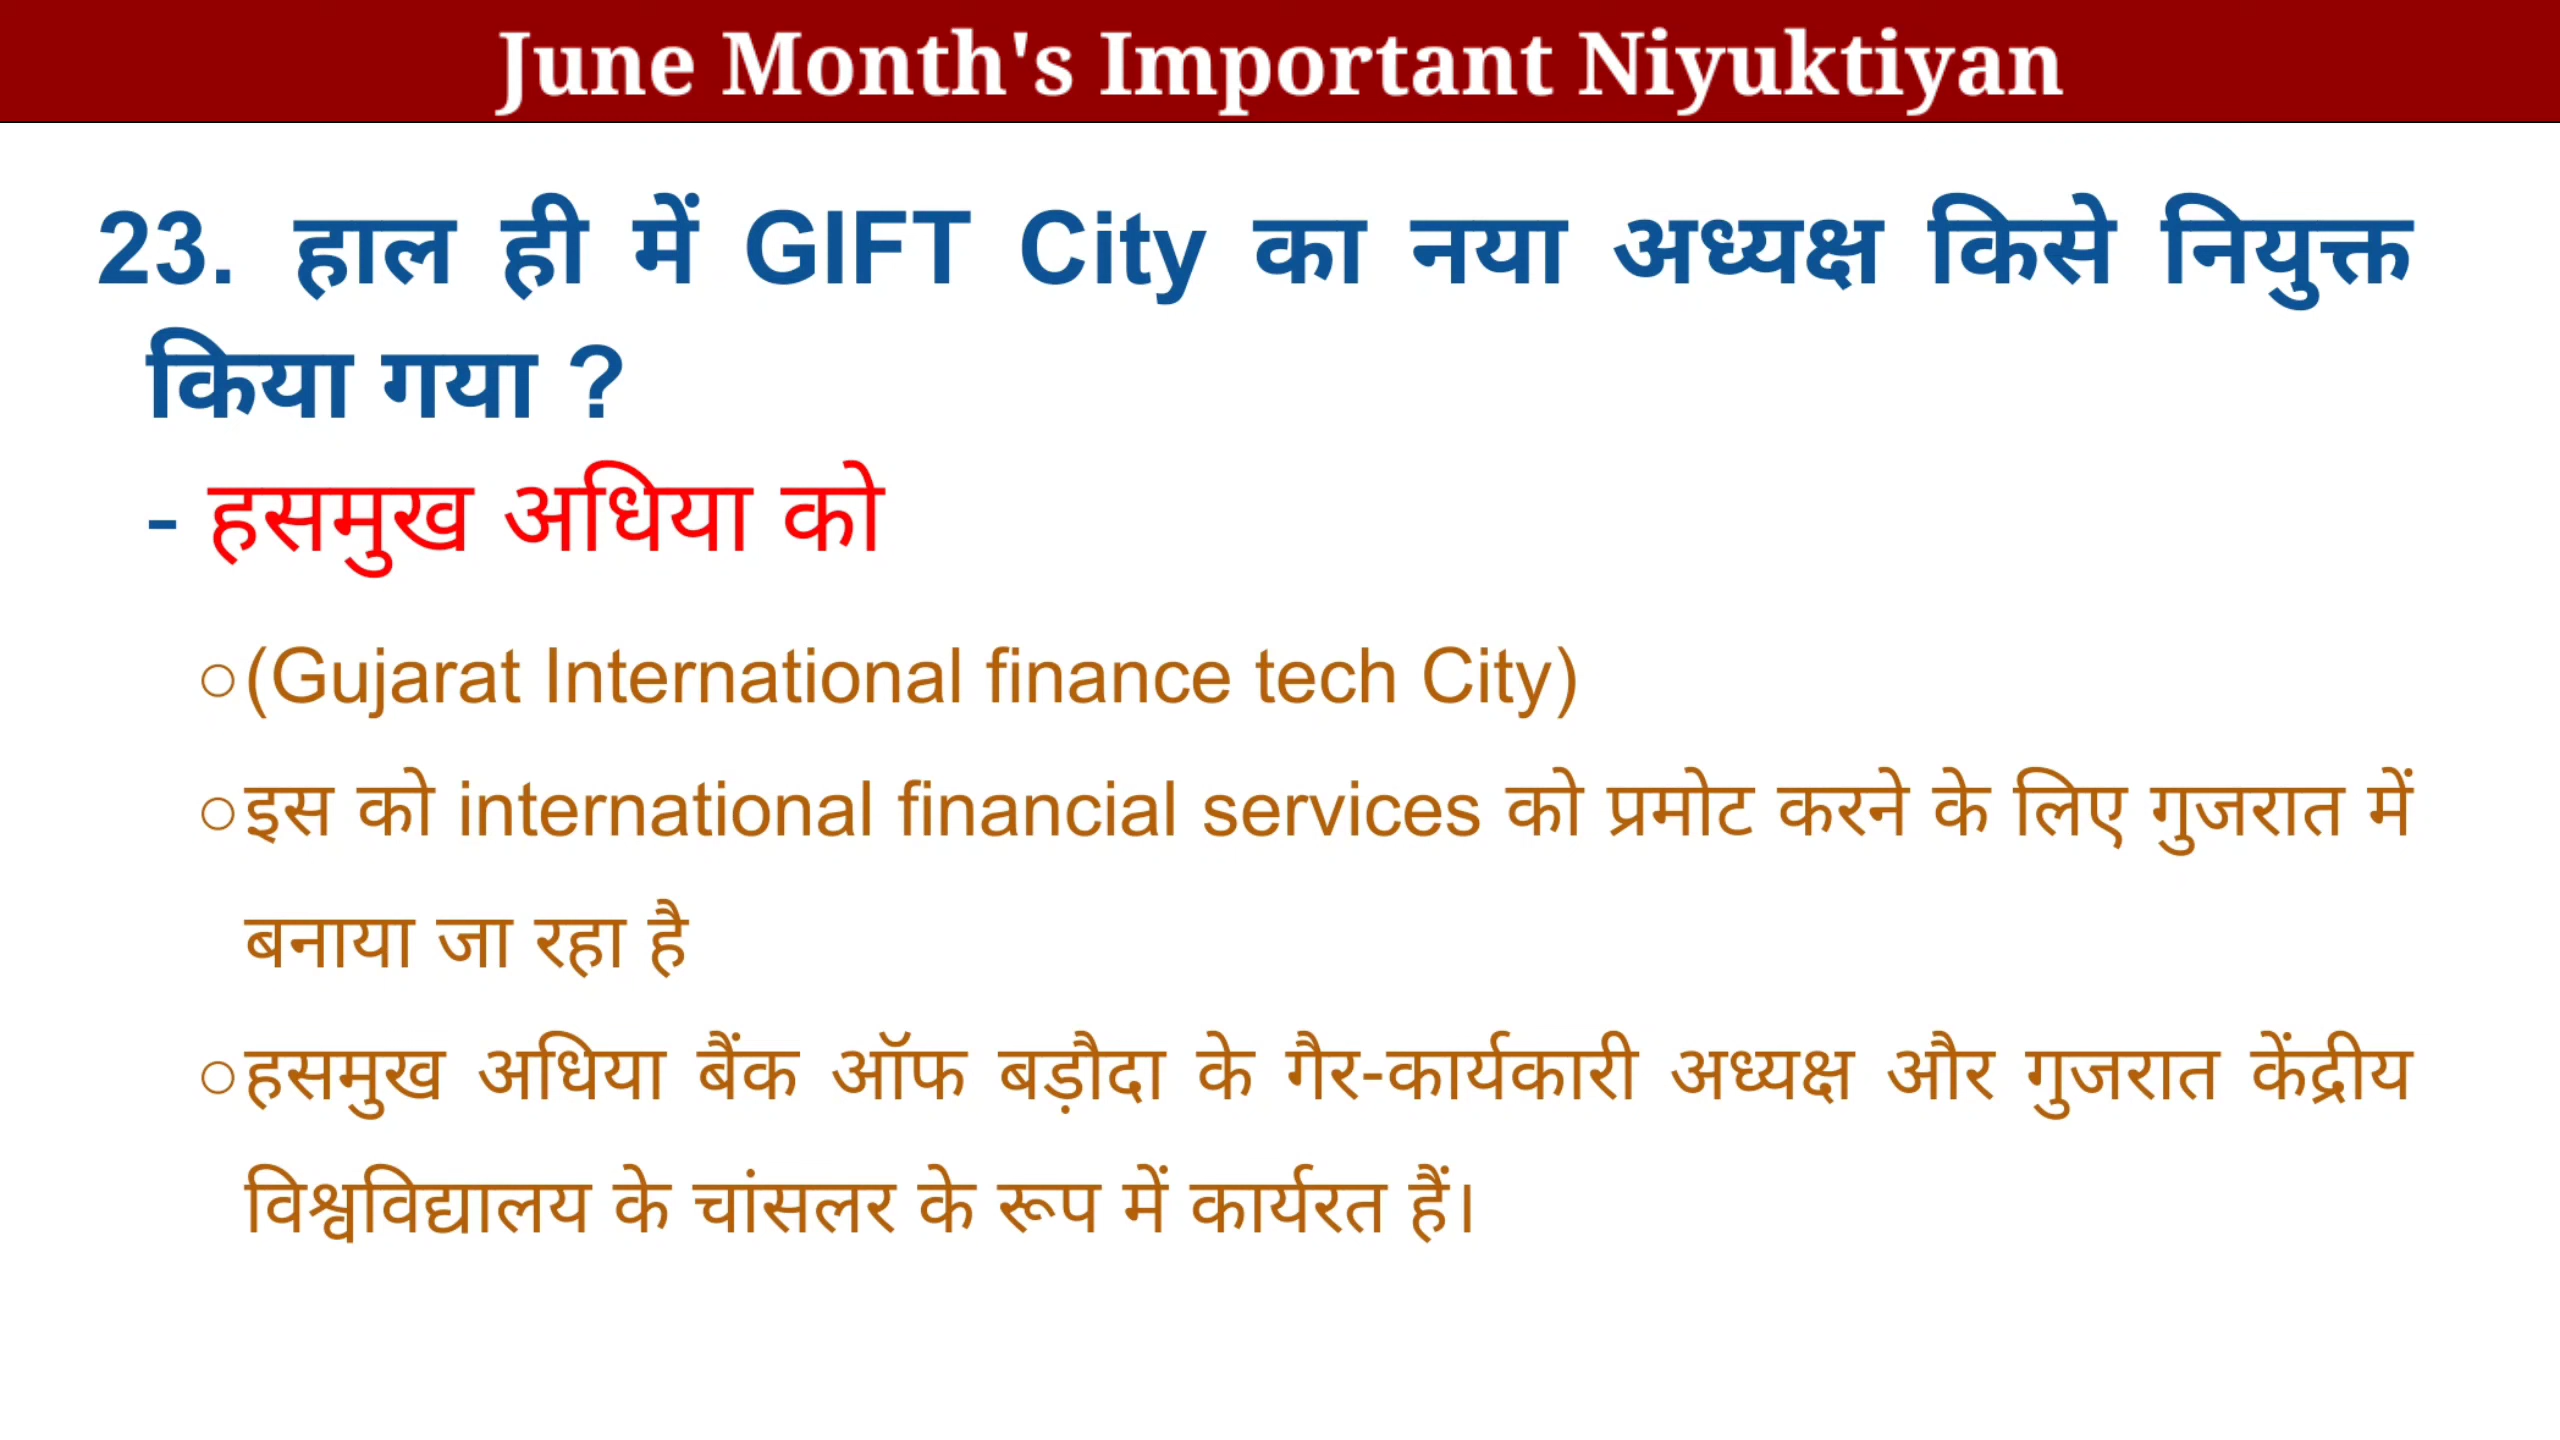 June Month's Important Niyuktiyan
23. हाल ही में GIFT City का नया अध्यक्ष किसे नियुक्त
किया गया ?
- हसमुख अधिया को
○(Gujarat International finance tech City)
○इस को international financial services को प्रमोट करने के लिए गुजरात में
बनाया जा रहा है
○हसमुख अधिया बैंक ऑफ बड़ौदा के गैर-कार्यकारी अध्यक्ष और गुजरात केंद्रीय
विश्वविद्यालय के चांसलर के रूप में कार्यरत हैं।